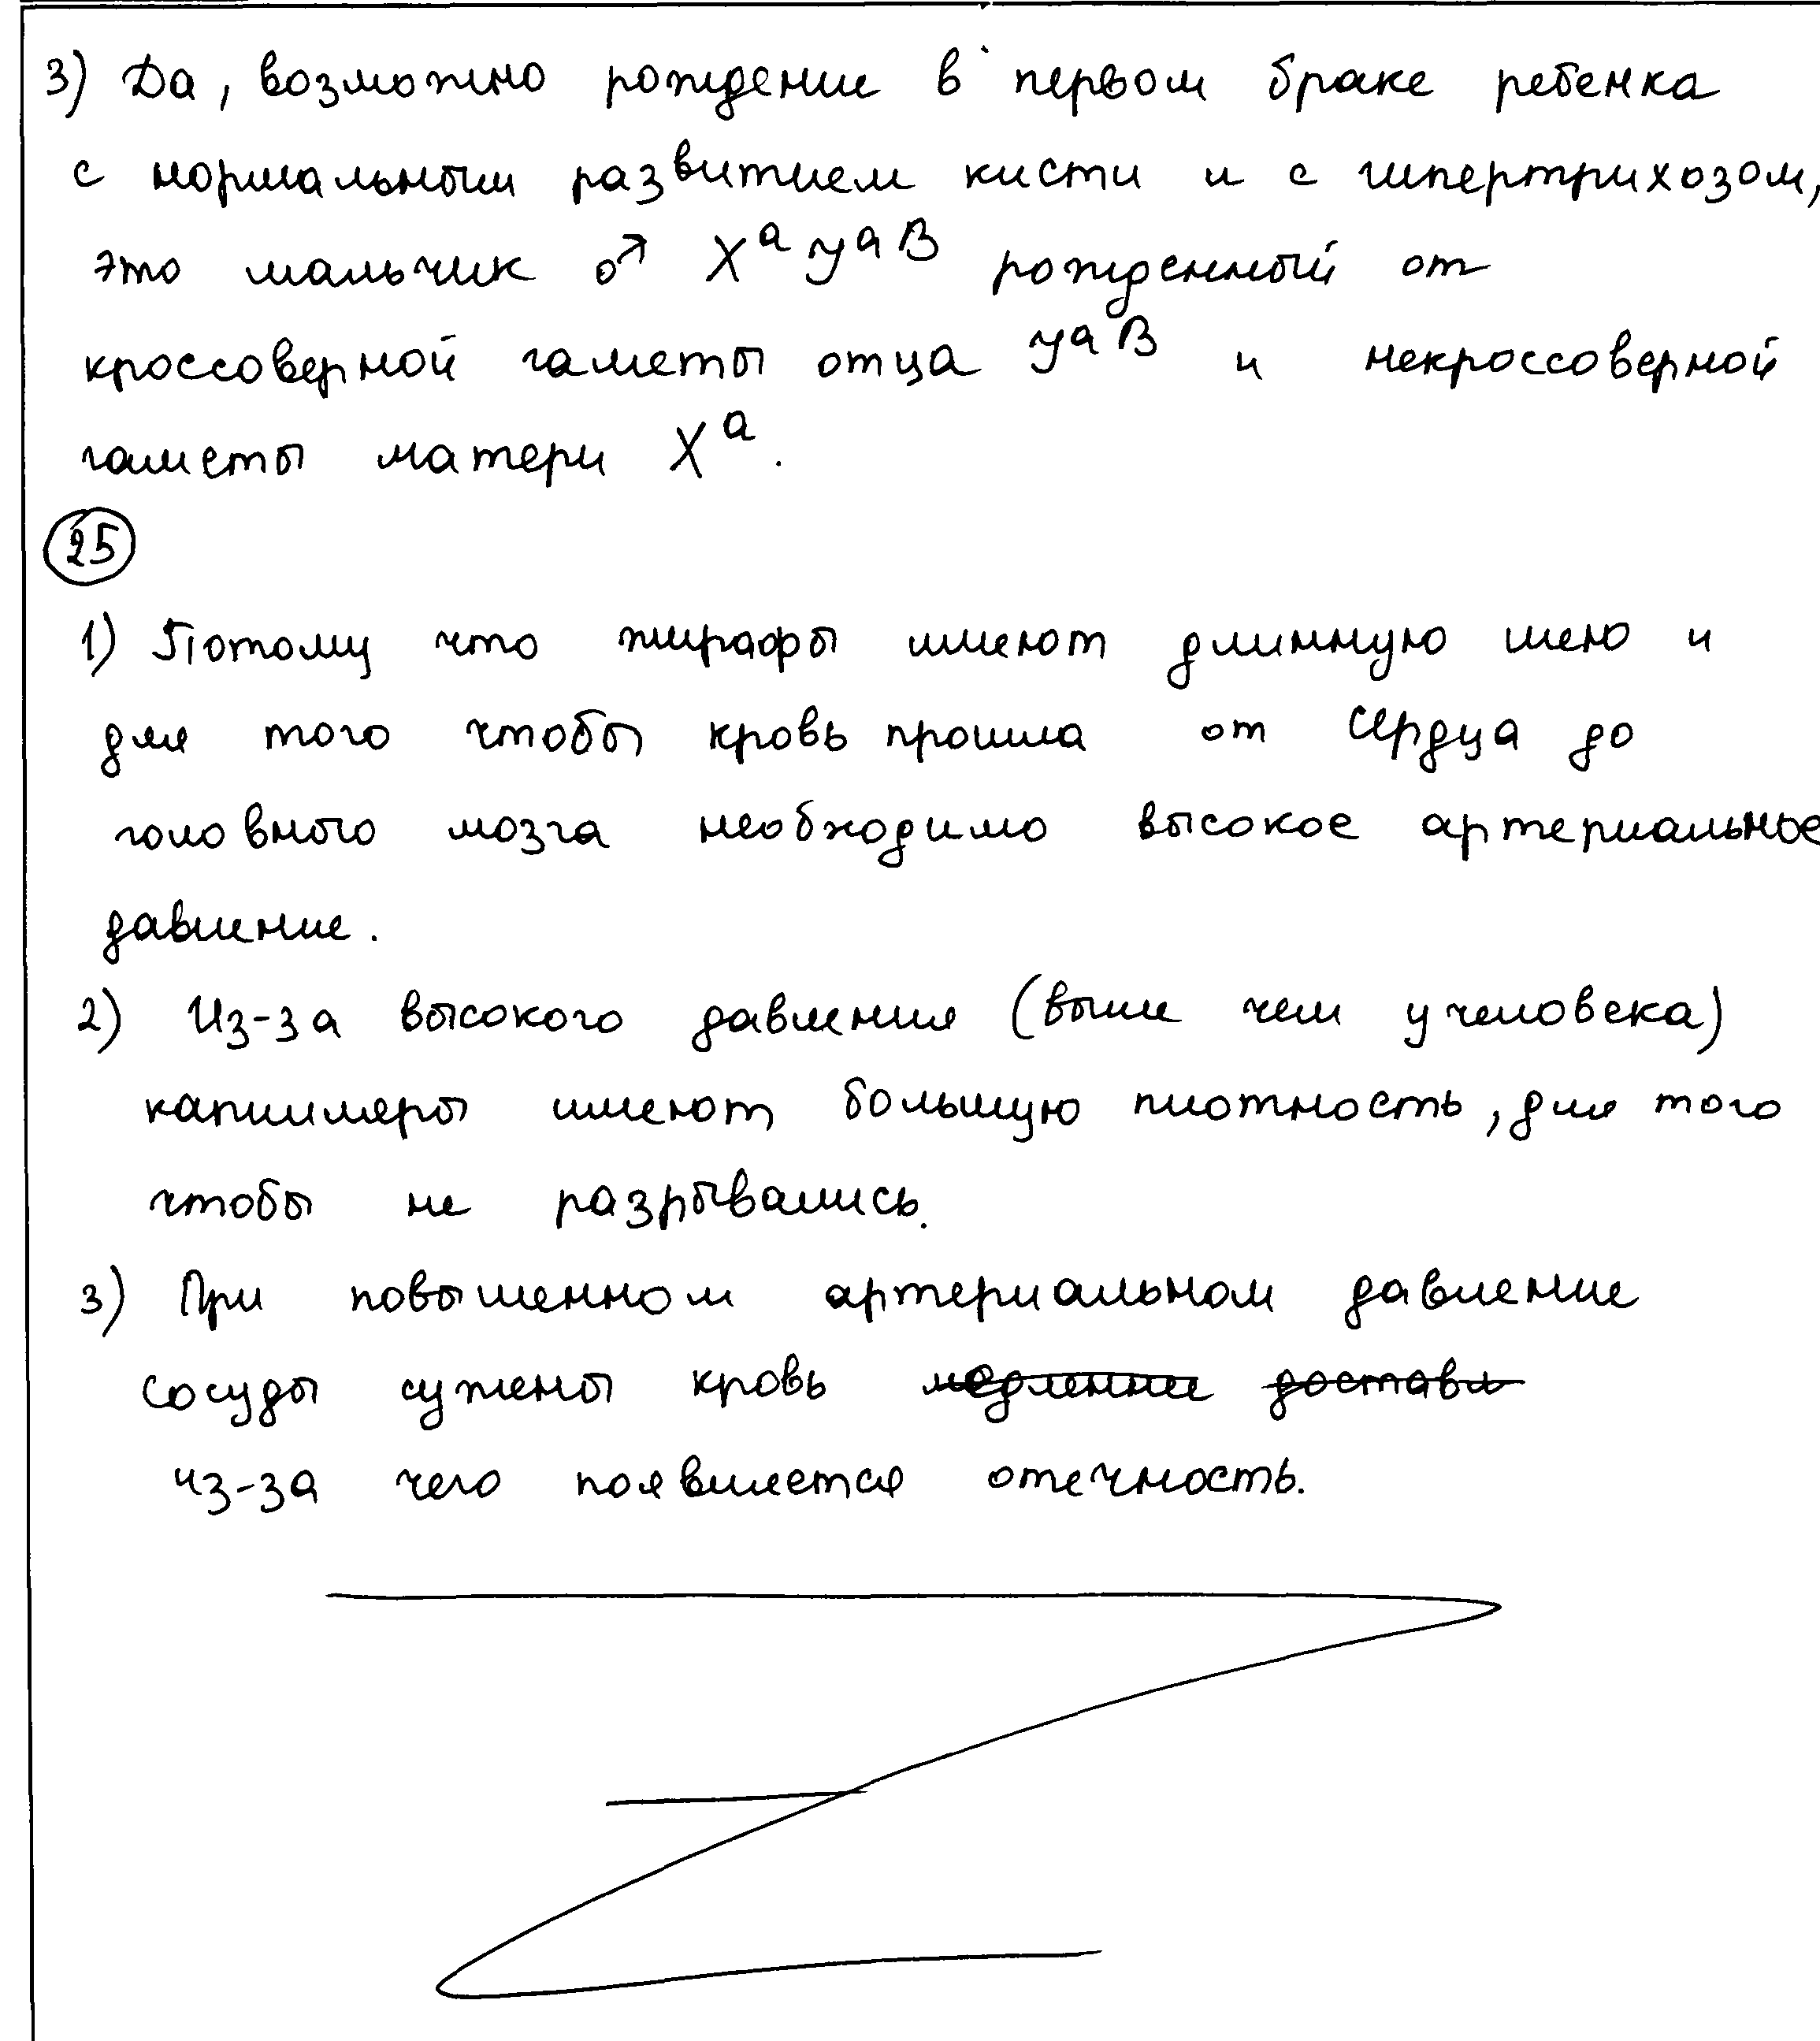 3) Да, возможно рождение в первом браке ребенка
с нормальным развитием кисти и с гипертрихозом,
это мальчик ♂ XᵃYᵃᴮ рожденный от
кроссоверной гаметы отца Yᵃᴮ и некроссоверной
гаметы матери Xᵃ.
25
1) Потому что жирафы имеют длинную шею и
для того чтобы кровь прошла от сердца до
головного мозга необходимо высокое артериальное
давление.
2) Из-за высокого давления (выше чем у человека)
капилляры имеют большую плотность, для того
чтобы не разрывались.
3) При повышенном артериальном давление
сосуды сужены кровь медленнее доставл
из-за чего появляется отечность.